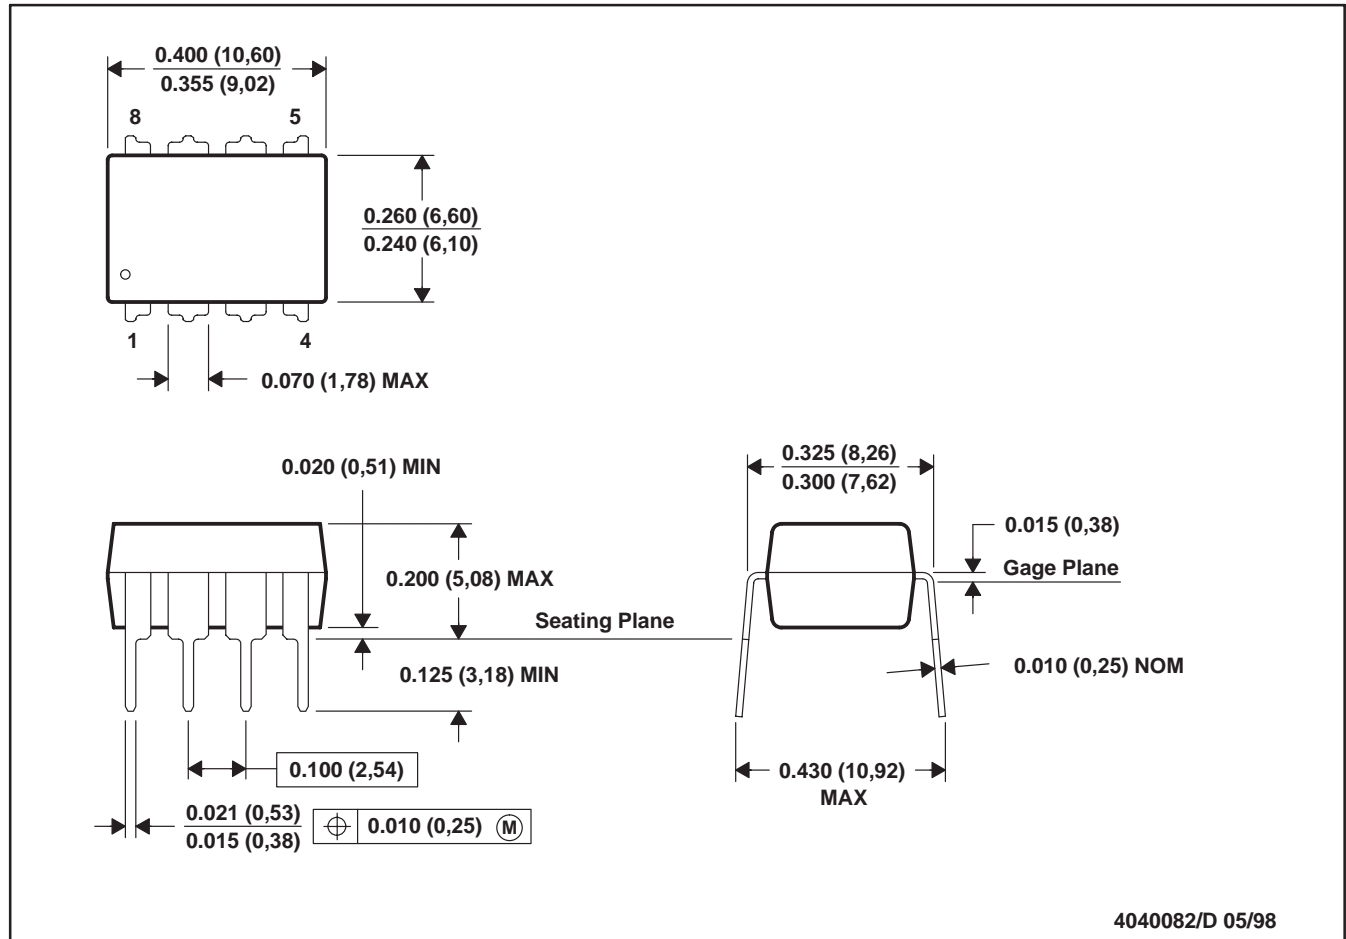 0.400 (10,60)
0.355 (9,02)
8
5
0.260 (6,60)
0.240 (6,10)
1
4
0.070 (1,78) MAX
0.020 (0,51) MIN
0.200 (5,08) MAX
Seating Plane
0.125 (3,18) MIN
0.100 (2,54)
0.021 (0,53)
0.015 (0,38)
0.010 (0,25) M
0.325 (8,26)
0.300 (7,62)
0.015 (0,38)
Gage Plane
0.010 (0,25) NOM
0.430 (10,92)
MAX
4040082/D 05/98